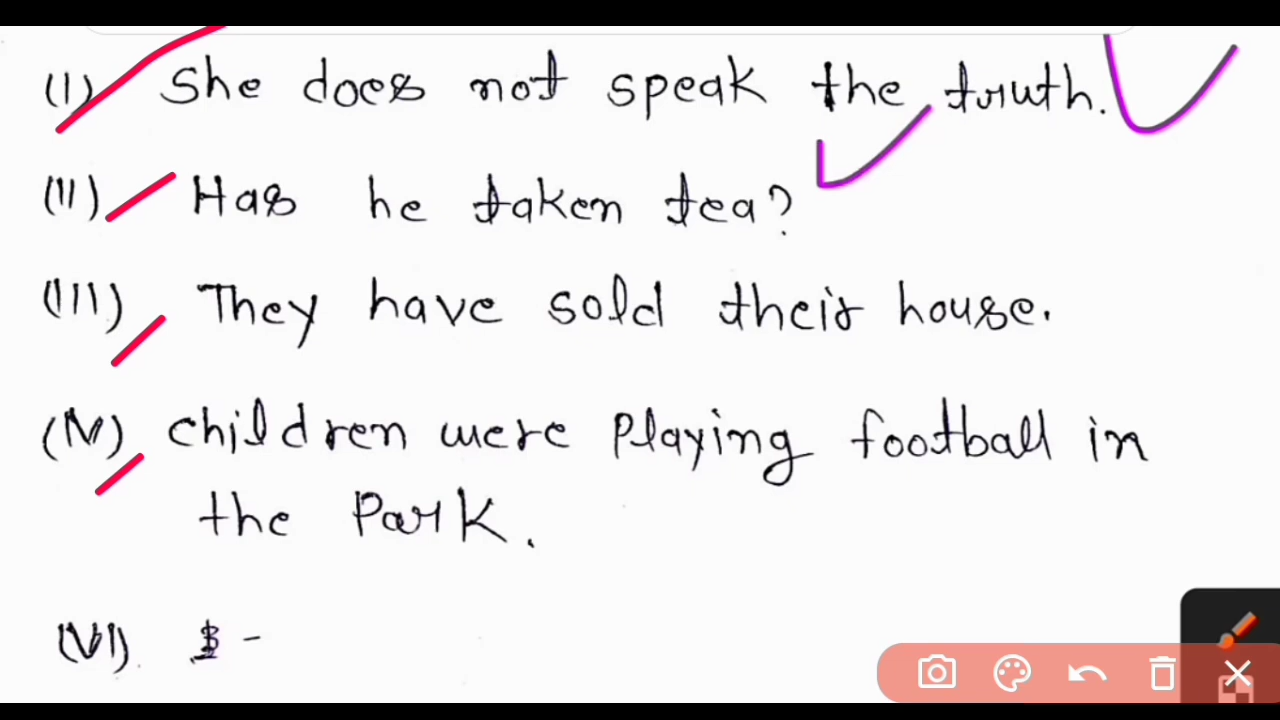 (I) She does not speak the truth.
(II) Has he taken tea?
(III) They have sold their house.
(IV) Children were Playing football in
the Park.
(VI)